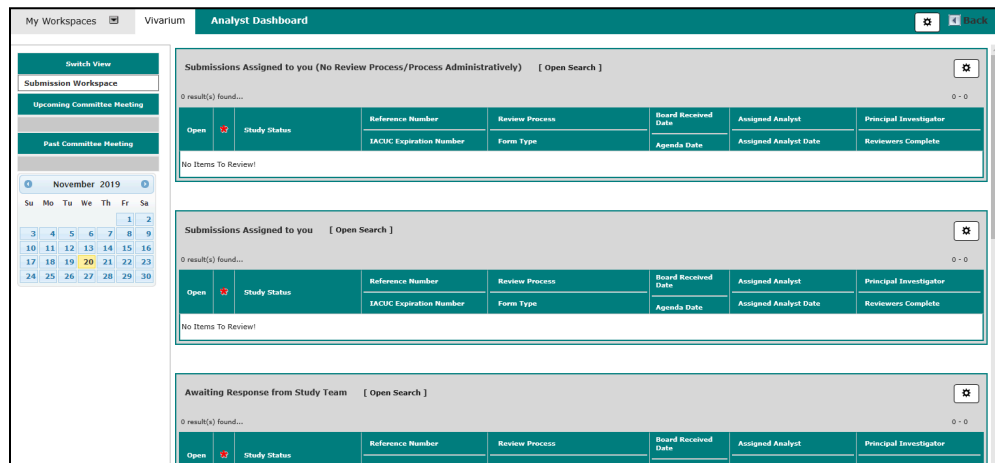 My Workspaces Vivarium Analyst Dashboard Back
Switch View
Submission Workspace
Upcoming Committee Meeting
Past Committee Meeting
November 2019
Su Mo Tu We Th Fr Sa
1 2
3 4 5 6 7 8 9
10 11 12 13 14 15 16
17 18 19 20 21 22 23
24 25 26 27 28 29 30
Submissions Assigned to you (No Review Process/Process Administratively) [ Open Search ]
0 result(s) found... 0 - 0
Open Study Status Reference Number Review Process Board Received Date Assigned Analyst Principal Investigator
IACUC Expiration Number Form Type Agenda Date Assigned Analyst Date Reviewers Complete
No Items To Review!
Submissions Assigned to you [ Open Search ]
0 result(s) found... 0 - 0
Open Study Status Reference Number Review Process Board Received Date Assigned Analyst Principal Investigator
IACUC Expiration Number Form Type Agenda Date Assigned Analyst Date Reviewers Complete
No Items To Review!
Awaiting Response from Study Team [ Open Search ]
0 result(s) found... 0 - 0
Open Study Status Reference Number Review Process Board Received Date Assigned Analyst Principal Investigator